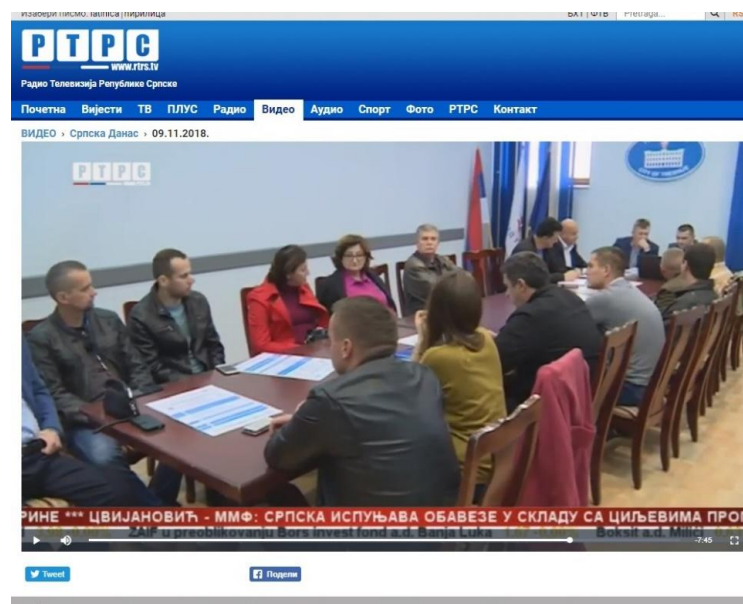 Изабери писмо: latinica | ћирилица
БХТ | ФТВ
Pretraga...
РТРС
www.rtrs.tv
Радио Телевизија Републике Српске
Почетна Вијести ТВ ПЛУС Радио Видео Аудио Спорт Фото РТРС Контакт
ВИДЕО › Српска Данас › 09.11.2018.
РТРС
РИНЕ *** ЦВИЈАНОВИЋ - ММФ: СРПСКА ИСПУЊАВА ОБАВЕЗЕ У СКЛАДУ СА ЦИЉЕВИМА ПРО
ZAIF u preoblikovanju Bors invest fond a.d. Banja Luka Boksit a.d. Milići
-7:45
Tweet Подели